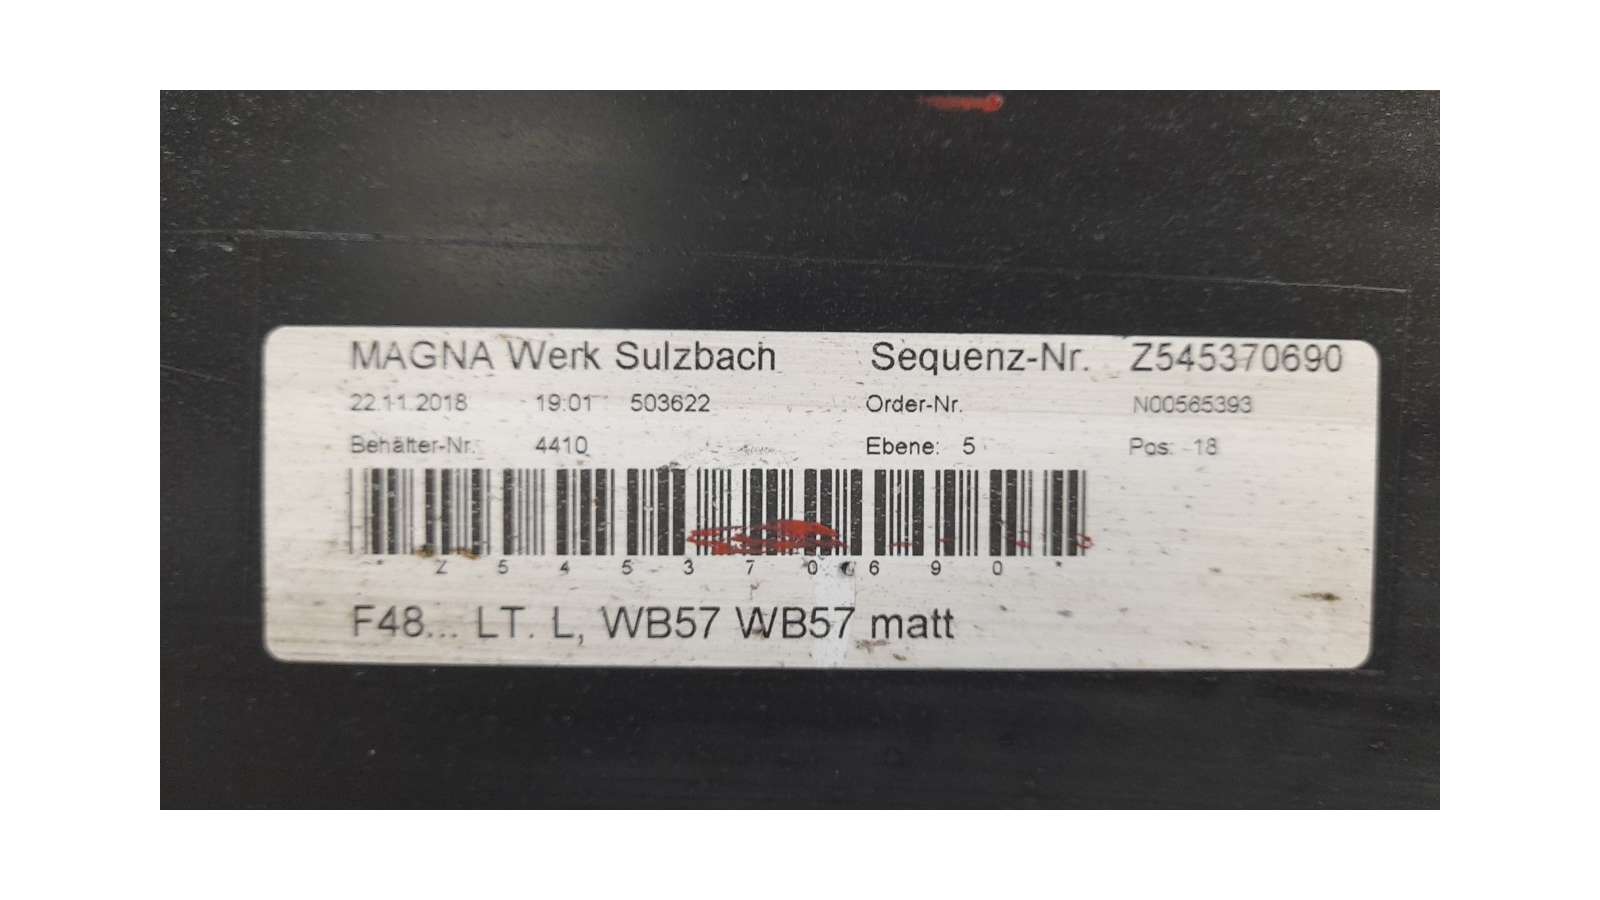 MAGNA Werk Sulzbach Sequenz-Nr. Z545370690
22.11.2018 19:01 503622 Order-Nr. N00565393
Behälter-Nr. 4410 Ebene: 5 Pos: 18
* Z 5 4 5 3 7 0 6 9 0 *
F48... LT. L, WB57 WB57 matt